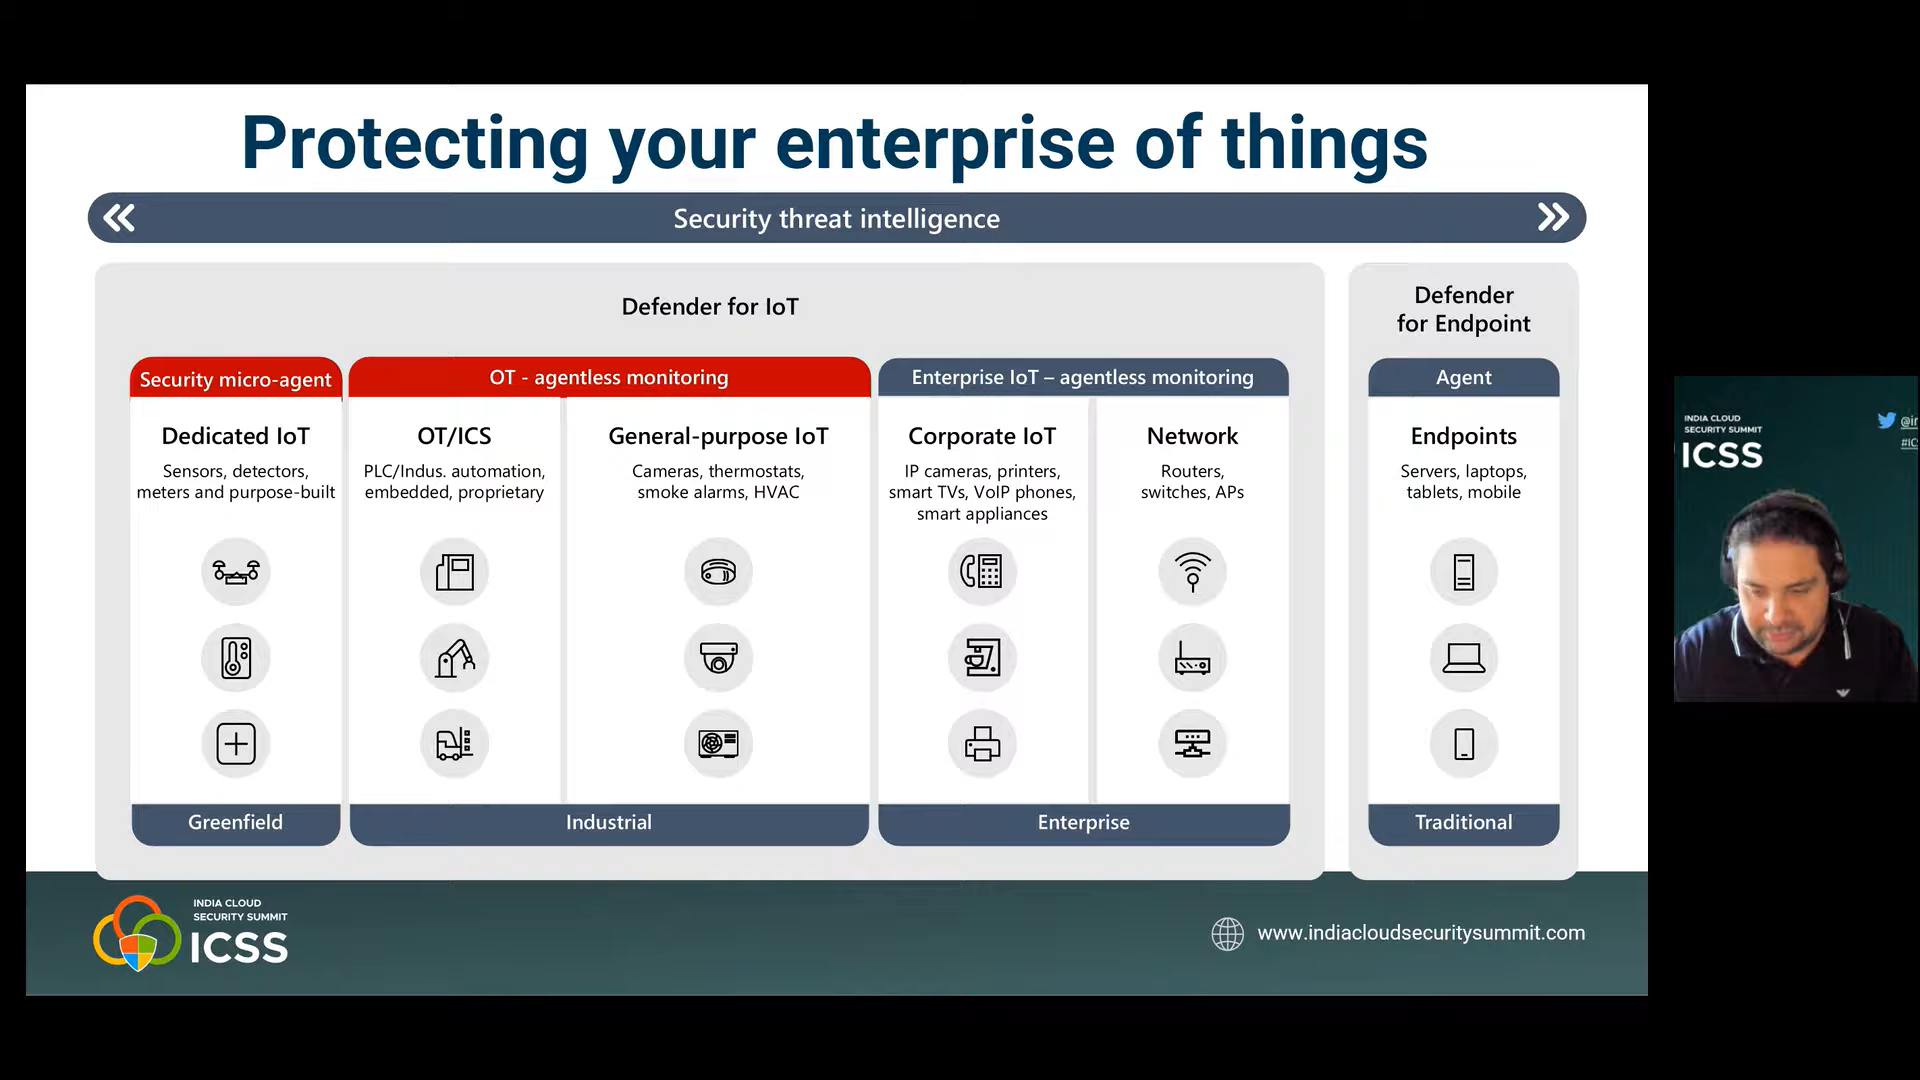 Protecting your enterprise of things
Security threat intelligence
Defender for IoT
Security micro-agent
OT - agentless monitoring
Enterprise IoT – agentless monitoring
Dedicated IoT
Sensors, detectors,
meters and purpose-built
OT/ICS
PLC/Indus. automation,
embedded, proprietary
General-purpose IoT
Cameras, thermostats,
smoke alarms, HVAC
Corporate IoT
IP cameras, printers,
smart TVs, VoIP phones,
smart appliances
Network
Routers,
switches, APs
Greenfield
Industrial
Enterprise
Defender
for Endpoint
Agent
Endpoints
Servers, laptops,
tablets, mobile
Traditional
INDIA CLOUD
SECURITY SUMMIT
ICSS
www.indiacloudsecuritysummit.com
INDIA CLOUD
SECURITY SUMMIT
ICSS